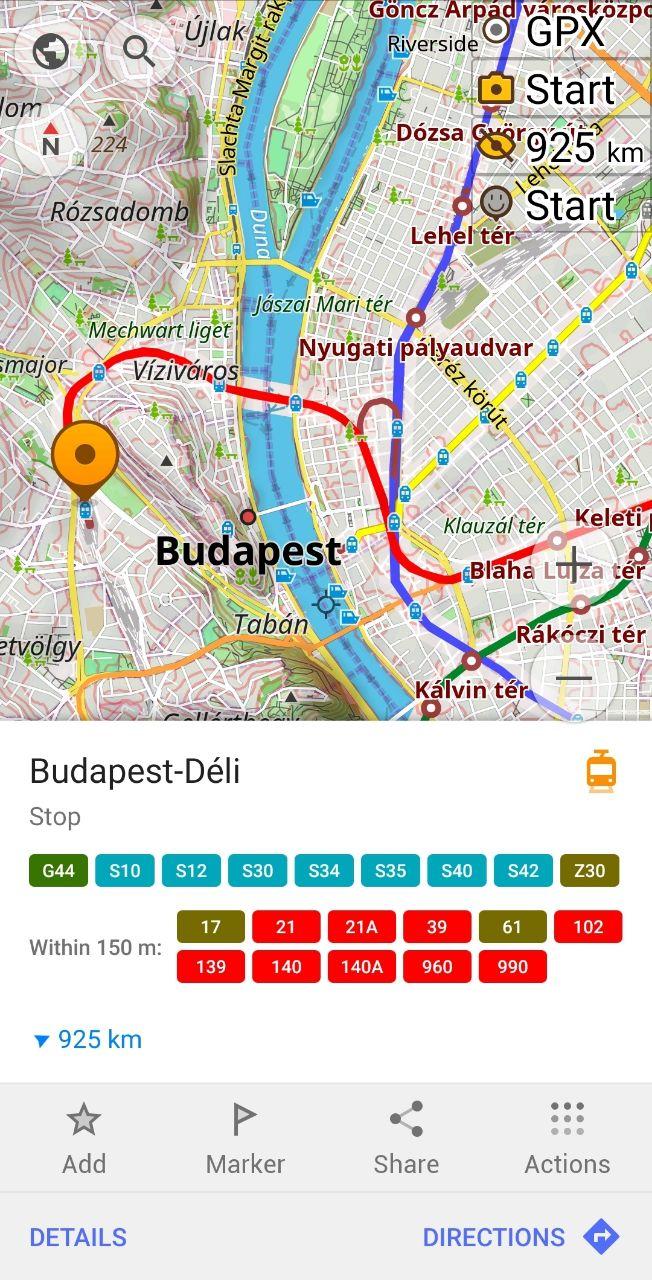 Göncz Árpád városközpo
Újlak
GPX
Riverside
Slachta Margit rak
Start
lom
224
N
Dózsa György
925 km
Lehe
Start
Rózsadomb
Duna
Lehel tér
Jászai Mari tér
Mechwart liget
Nyugati pályaudvar
smajor
Víziváros
Teréz körút
Klauzál tér
Keleti p
Budapest
+
Blaha Lujza tér
Tabán
Rákóczi tér
etvölgy
−
Kálvin tér
Gellérthegy
Budapest-Déli
Stop
G44 S10 S12 S30 S34 S35 S40 S42 Z30
17 21 21A 39 61 102
Within 150 m:
139 140 140A 960 990
925 km
Add Marker Share Actions
DETAILS DIRECTIONS